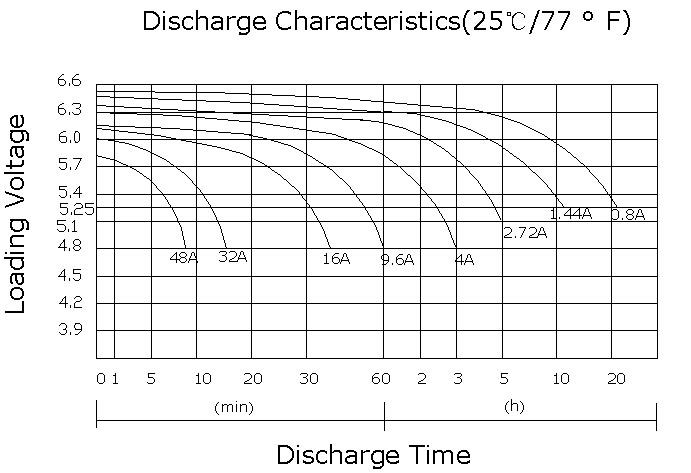 Discharge Characteristics(25℃/77 ° F)
Loading Voltage
6.6
6.3
6.0
5.7
5.4
5.25
5.1
4.8
4.5
4.2
3.9
48A 32A 16A 9.6A 4A 2.72A 1.44A 0.8A
0 1 5 10 20 30 60 2 3 5 10 20
(min) (h)
Discharge Time